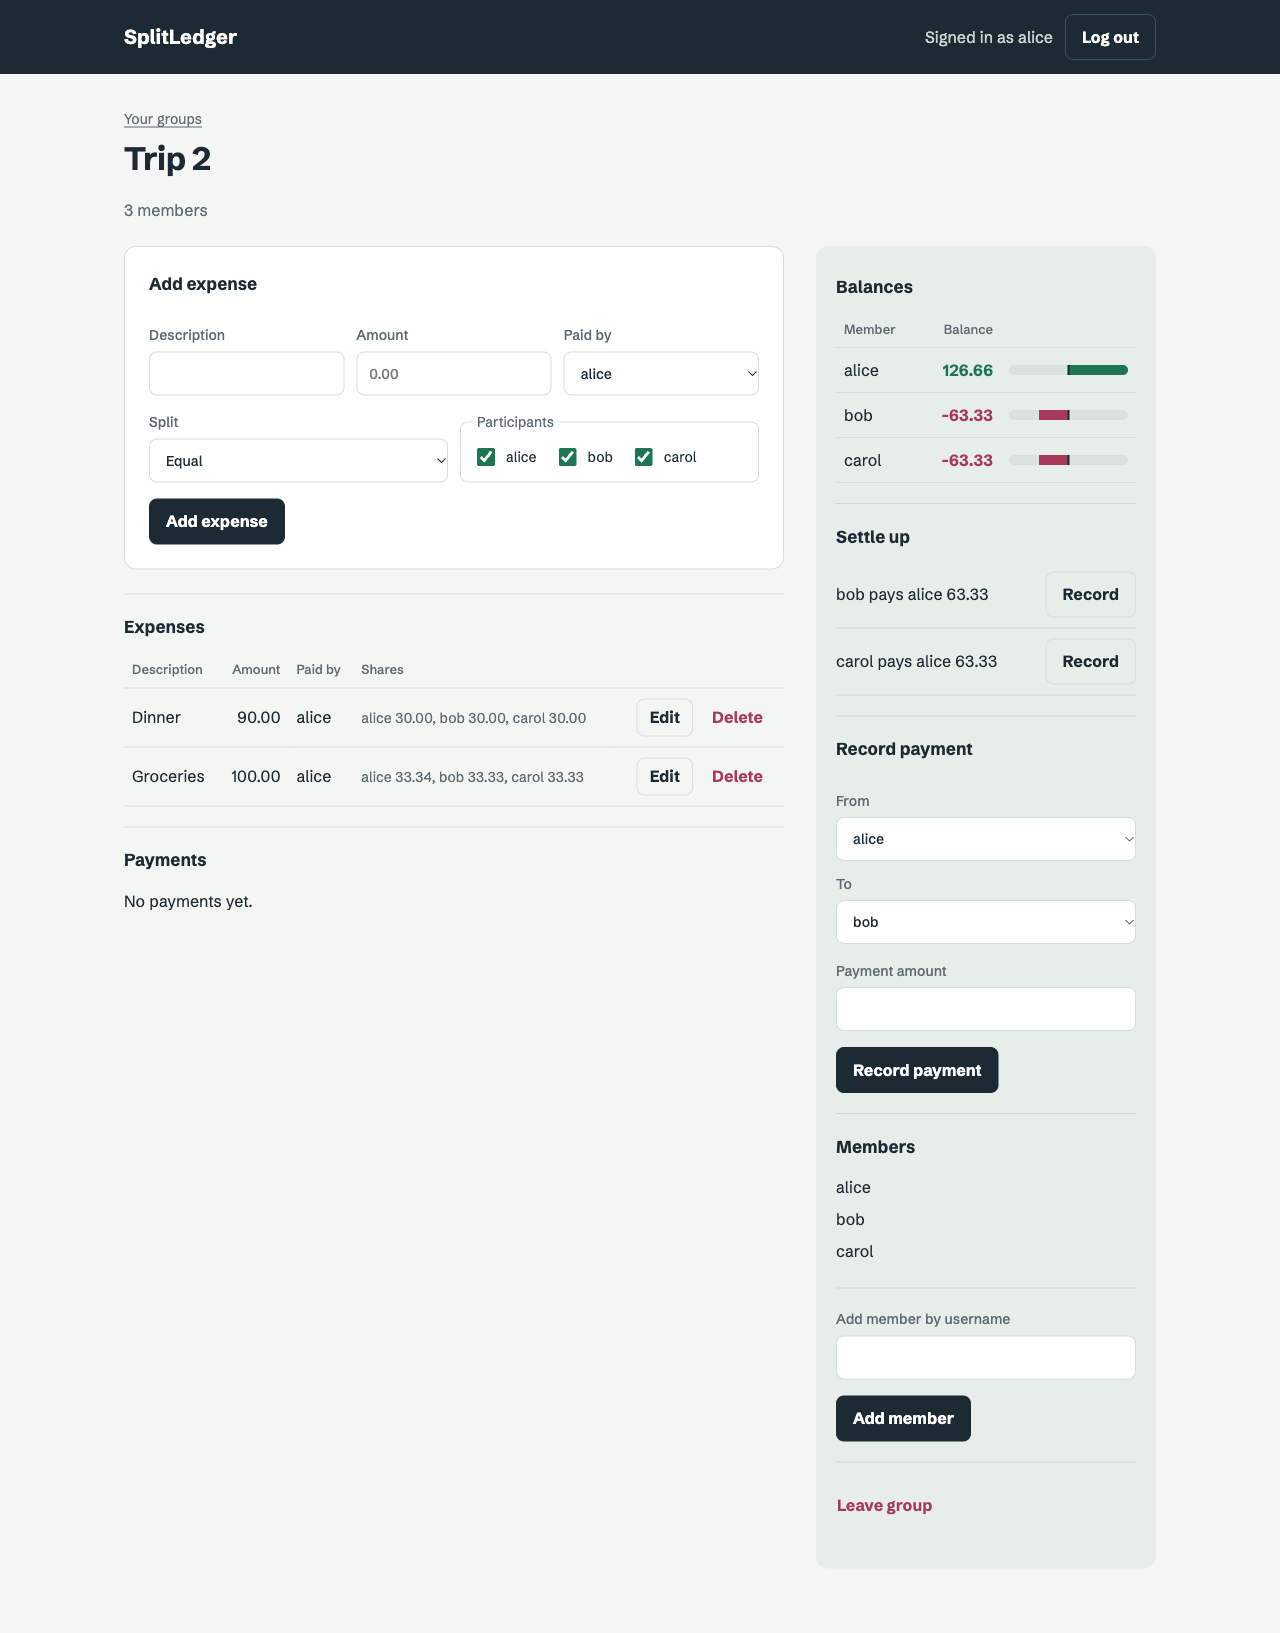 SplitLedger
Signed in as alice
Log out
Your groups
Trip 2
3 members
Add expense
Description
Amount
Paid by
0.00
alice
Split
Participants
Equal
alice
bob
carol
Add expense
Expenses
Description Amount Paid by Shares
Dinner 90.00 alice alice 30.00, bob 30.00, carol 30.00 Edit Delete
Groceries 100.00 alice alice 33.34, bob 33.33, carol 33.33 Edit Delete
Payments
No payments yet.
Balances
Member Balance
alice 126.66
bob -63.33
carol -63.33
Settle up
bob pays alice 63.33 Record
carol pays alice 63.33 Record
Record payment
From
alice
To
bob
Payment amount
Record payment
Members
alice
bob
carol
Add member by username
Add member
Leave group